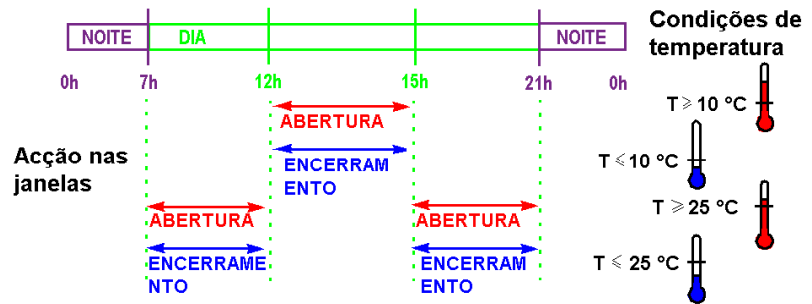 Condições de
temperatura
NOITE DIA NOITE
0h 7h 12h 15h 21h 0h
T ⩾ 10 °C
ABERTURA
Acção nas
janelas
ENCERRAM
ENTO
T ⩽ 10 °C
ABERTURA ABERTURA
T ⩾ 25 °C
ENCERRAME
NTO
ENCERRAM
ENTO
T ⩽ 25 °C